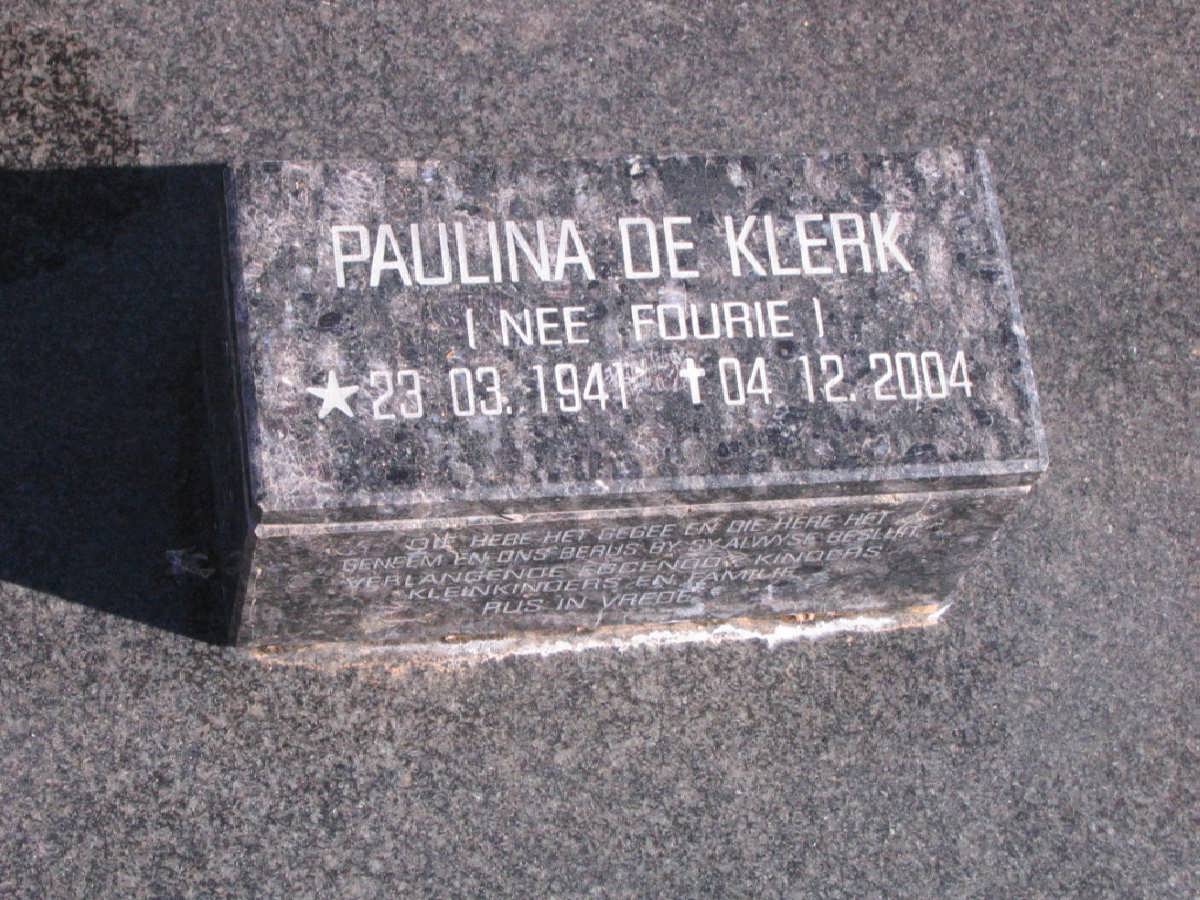 PAULINA DE KLERK
( NEE FOURIE )
★ 23. 03. 1941 ✝ 04. 12. 2004
DIE HERE HET GEGEE EN DIE HERE HET
GENEEM EN ONS BERUS BY SY ALWYSE BESLUIT
VERLANGENDE EGGENOOT KINDERS
KLEINKINDERS EN FAMILIE
RUS IN VREDE